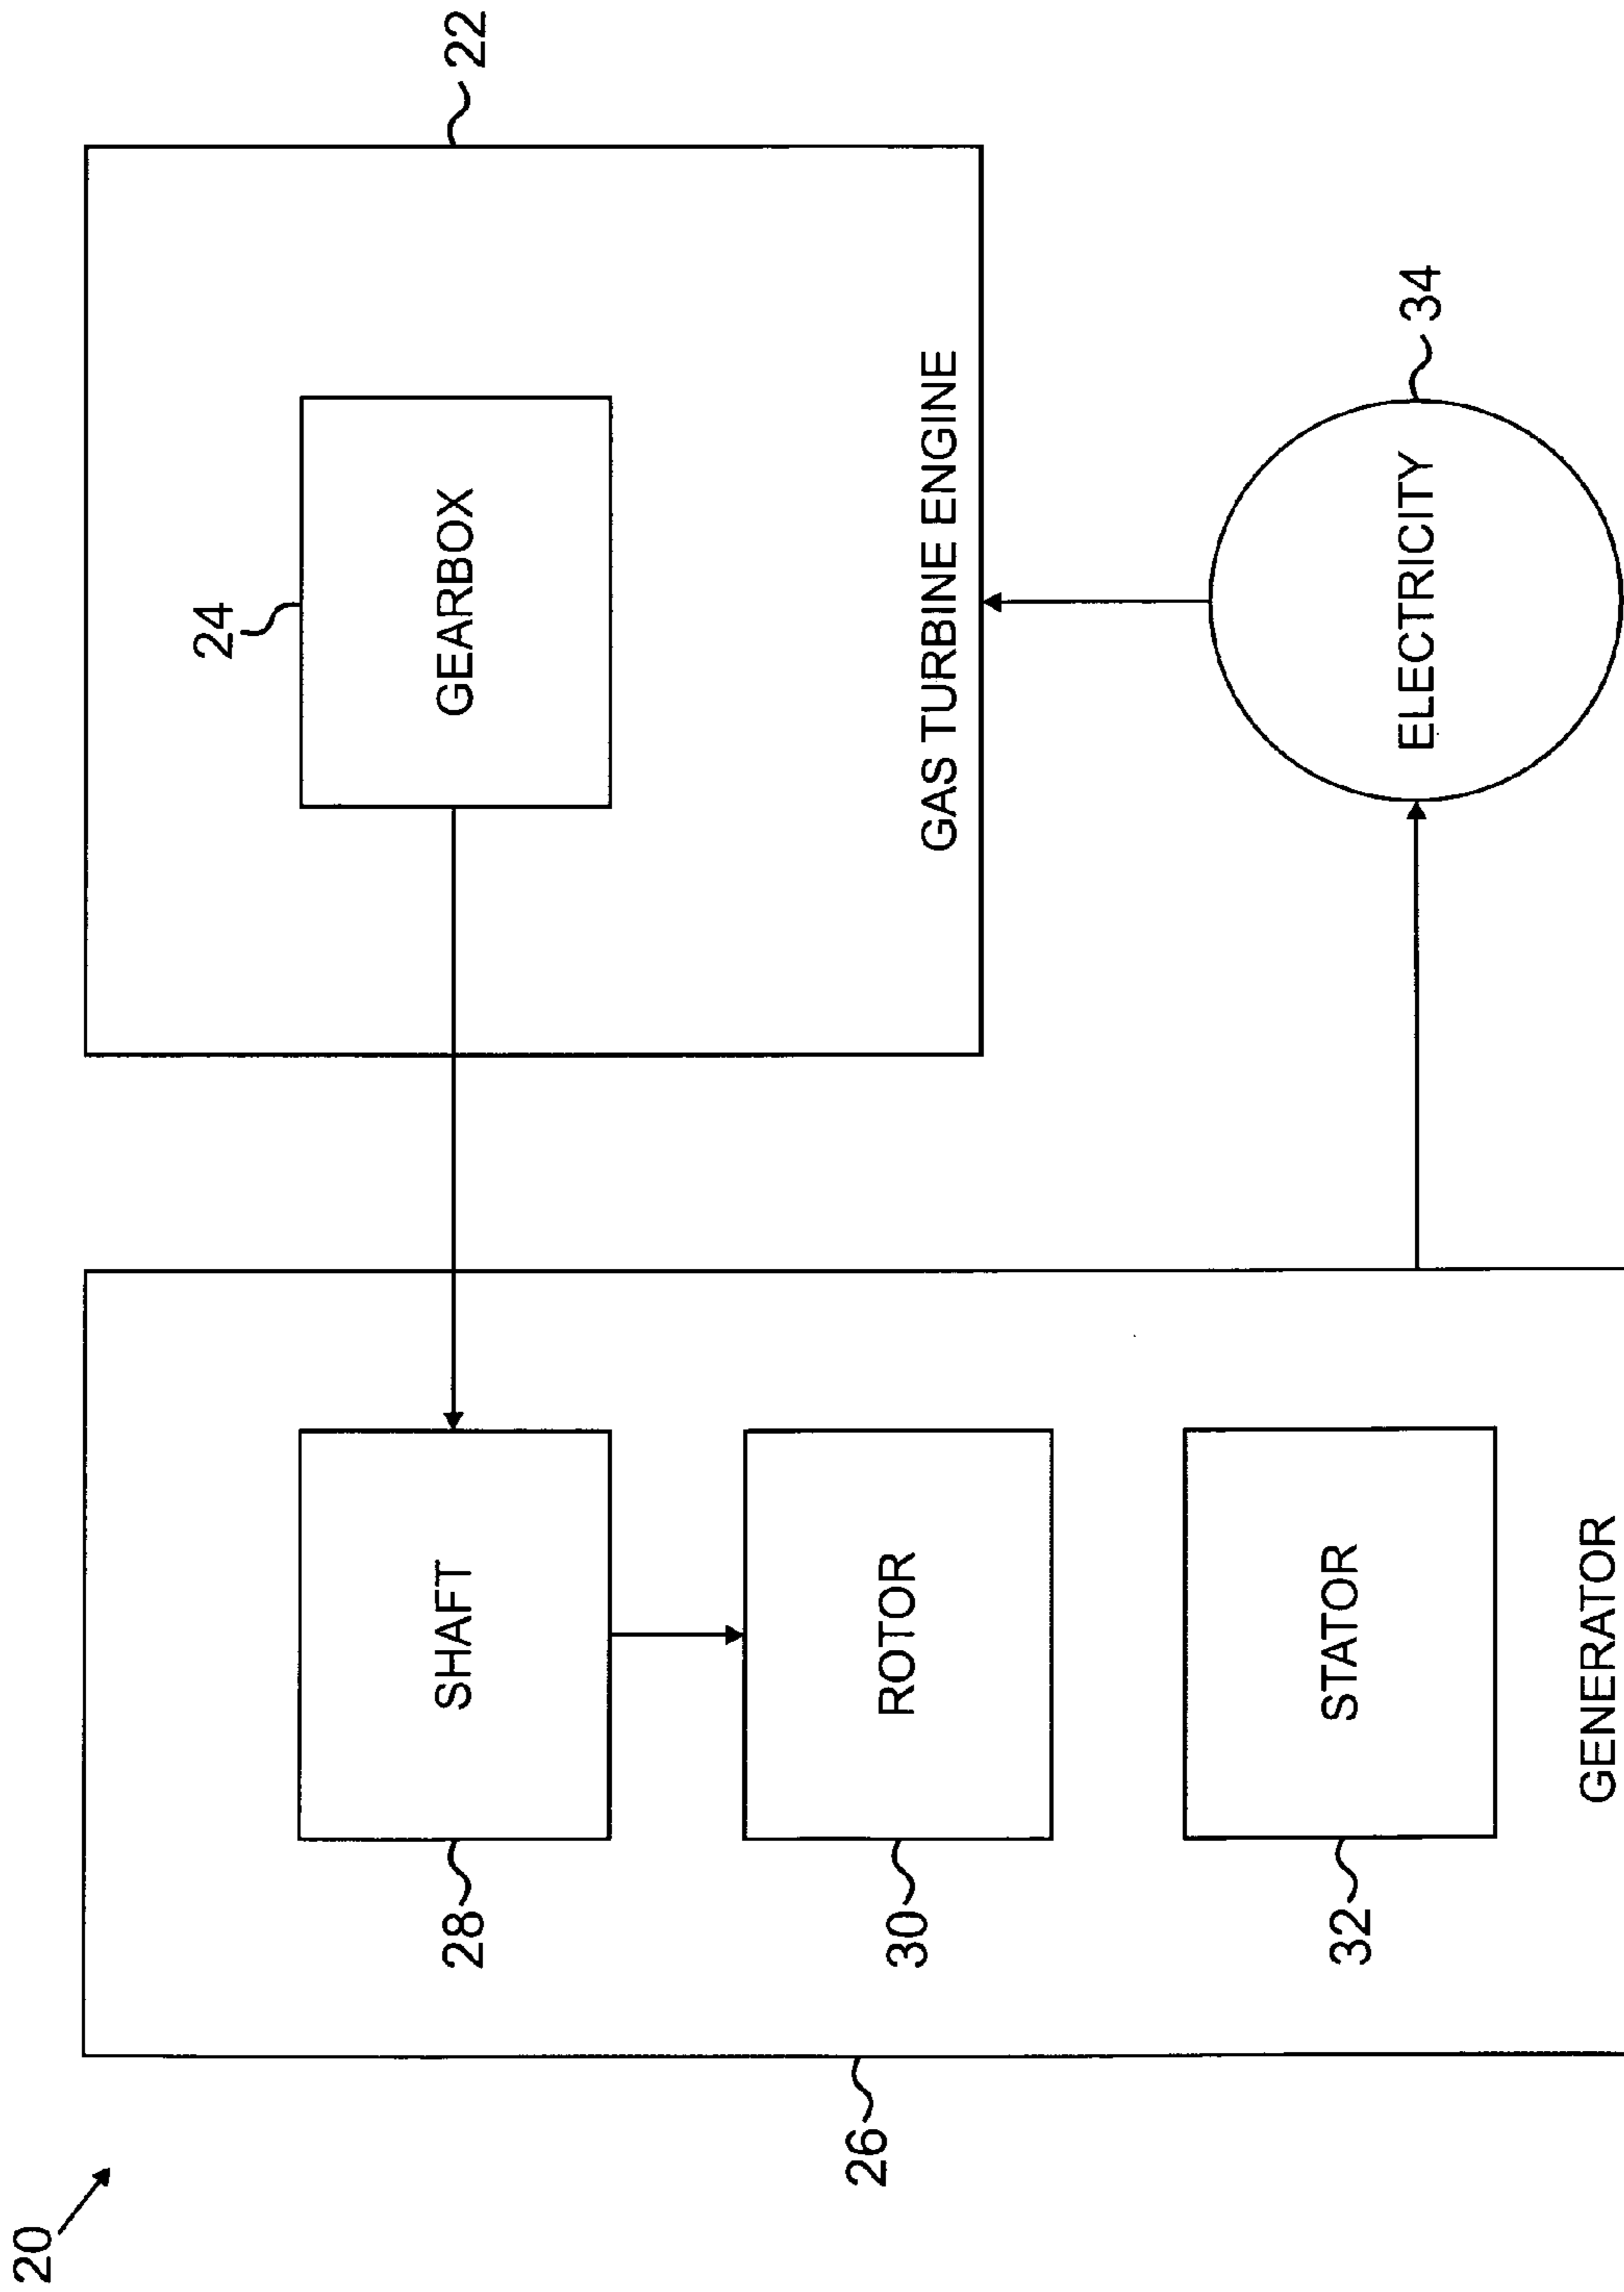 20
24
28
SHAFT
GEARBOX
22
26
30
ROTOR
GAS TURBINE ENGINE
32
STATOR
ELECTRICITY
34
GENERATOR